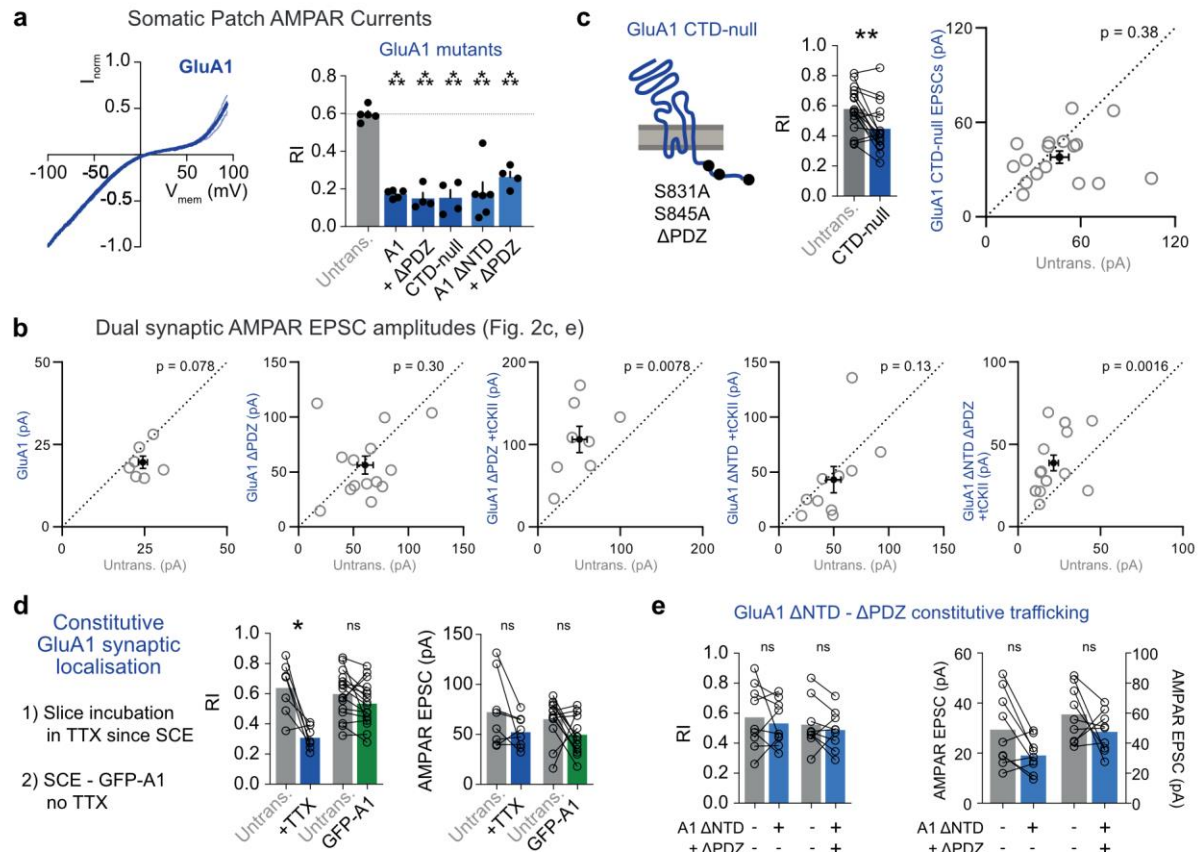 a Somatic Patch AMPAR Currents
GluA1
I norm
1.0
0.5
-100 -50 0 50 100
V mem (mV)
-0.5
-1.0
GluA1 mutants
*** *** *** *** ***
RI
0.8
0.6
0.4
0.2
0.0
Untrans.
A1
+ ΔPDZ
CTD-null
A1 ΔNTD
+ ΔPDZ
c GluA1 CTD-null
S831A
S845A
ΔPDZ
**
RI
1.0
0.8
0.6
0.4
0.2
0.0
Untrans.
CTD-null
p = 0.38
GluA1 CTD-null EPSCs (pA)
120
60
0
0 60 120
Untrans. (pA)
b Dual synaptic AMPAR EPSC amplitudes (Fig. 2c, e)
p = 0.078
GluA1 (pA)
50
25
0
0 25 50
Untrans. (pA)
p = 0.30
GluA1 ΔPDZ (pA)
150
100
50
0
0 50 100 150
Untrans. (pA)
p = 0.0078
GluA1 ΔPDZ +tCKII (pA)
200
100
0
0 100 200
Untrans. (pA)
p = 0.13
GluA1 ΔNTD +tCKII (pA)
150
100
50
0
0 50 100 150
Untrans. (pA)
p = 0.0016
GluA1 ΔNTD ΔPDZ
+tCKII (pA)
100
50
0
0 50 100
Untrans. (pA)
d Constitutive
GluA1 synaptic
localisation
1) Slice incubation
in TTX since SCE
2) SCE - GFP-A1
no TTX
* ns
RI
1.0
0.8
0.6
0.4
0.2
0.0
Untrans.
+TTX
Untrans.
GFP-A1
ns ns
AMPAR EPSC (pA)
150
100
50
0
Untrans.
+TTX
Untrans.
GFP-A1
e GluA1 ΔNTD - ΔPDZ constitutive trafficking
ns ns
RI
1.0
0.8
0.6
0.4
0.2
0.0
A1 ΔNTD - + - +
+ ΔPDZ - - - +
ns ns
AMPAR EPSC (pA)
60
40
20
0
100
80
60
40
20
0
AMPAR EPSC (pA)
A1 ΔNTD - + - +
+ ΔPDZ - - - +